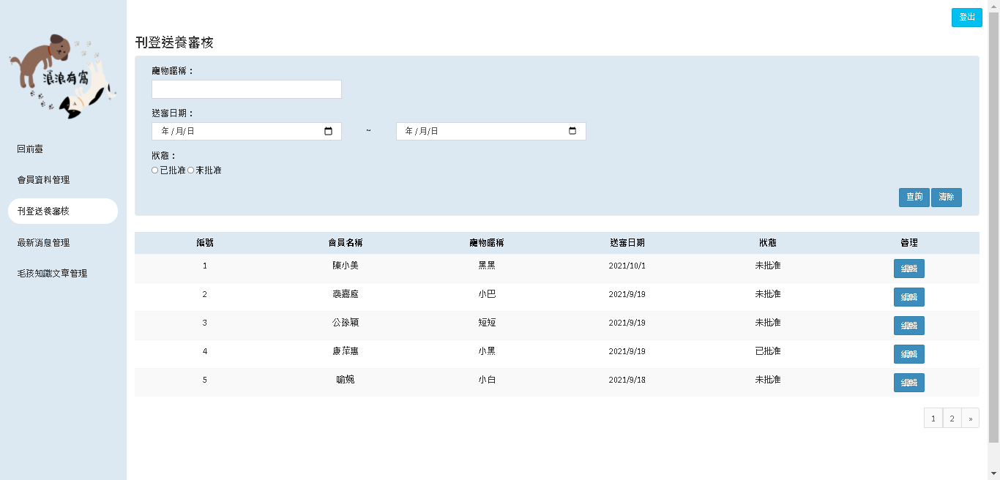 登出
浪浪有窩
回前臺
會員資料管理
刊登送養審核
最新消息管理
毛孩知識文章管理
刊登送養審核
寵物暱稱：
送審日期：
年 /月/日 ~ 年 /月/日
狀態：
已批准 未批准
查詢 清除
編號 會員名稱 寵物暱稱 送審日期 狀態 管理
1 陳小美 黑黑 2021/10/1 未批准 編輯
2 裴嘉庭 小巴 2021/9/19 未批准 編輯
3 公孫穎 短短 2021/9/19 未批准 編輯
4 康萍惠 小黑 2021/9/19 已批准 編輯
5 喻婉 小白 2021/9/18 未批准 編輯
1 2 »